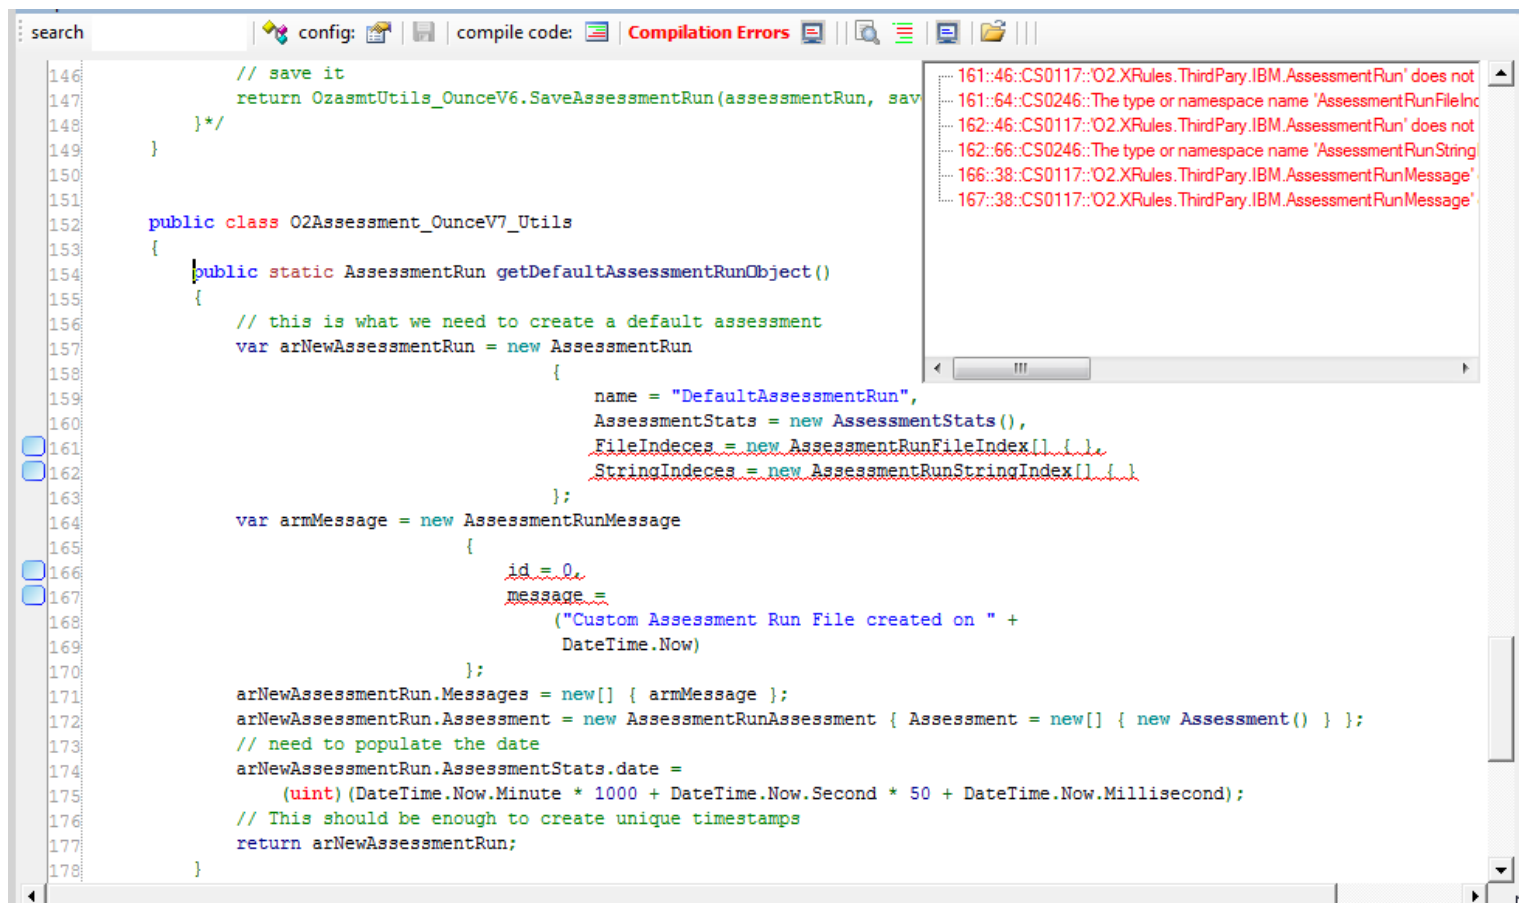 search config: compile code: Compilation Errors
146 // save it
147 return OzasmtUtils_OunceV6.SaveAssessmentRun(assessmentRun, sav
148 }*/
149 }
150
151
152 public class O2Assessment_OunceV7_Utils
153 {
154 public static AssessmentRun getDefaultAssessmentRunObject()
155 {
156 // this is what we need to create a default assessment
157 var arNewAssessmentRun = new AssessmentRun
158 {
159 name = "DefaultAssessmentRun",
160 AssessmentStats = new AssessmentStats(),
161 FileIndeces = new AssessmentRunFileIndex[] { },
162 StringIndeces = new AssessmentRunStringIndex[] { }
163 };
164 var armMessage = new AssessmentRunMessage
165 {
166 id = 0,
167 message =
168 ("Custom Assessment Run File created on " +
169 DateTime.Now)
170 };
171 arNewAssessmentRun.Messages = new[] { armMessage };
172 arNewAssessmentRun.Assessment = new AssessmentRunAssessment { Assessment = new[] { new Assessment() } };
173 // need to populate the date
174 arNewAssessmentRun.AssessmentStats.date =
175 (uint)(DateTime.Now.Minute * 1000 + DateTime.Now.Second * 50 + DateTime.Now.Millisecond);
176 // This should be enough to create unique timestamps
177 return arNewAssessmentRun;
178 }
161::46::CS0117::'O2.XRules.ThirdPary.IBM.AssessmentRun' does not
161::64::CS0246::The type or namespace name 'AssessmentRunFileInd
162::46::CS0117::'O2.XRules.ThirdPary.IBM.AssessmentRun' does not
162::66::CS0246::The type or namespace name 'AssessmentRunString
166::38::CS0117::'O2.XRules.ThirdPary.IBM.AssessmentRunMessage'
167::38::CS0117::'O2.XRules.ThirdPary.IBM.AssessmentRunMessage'